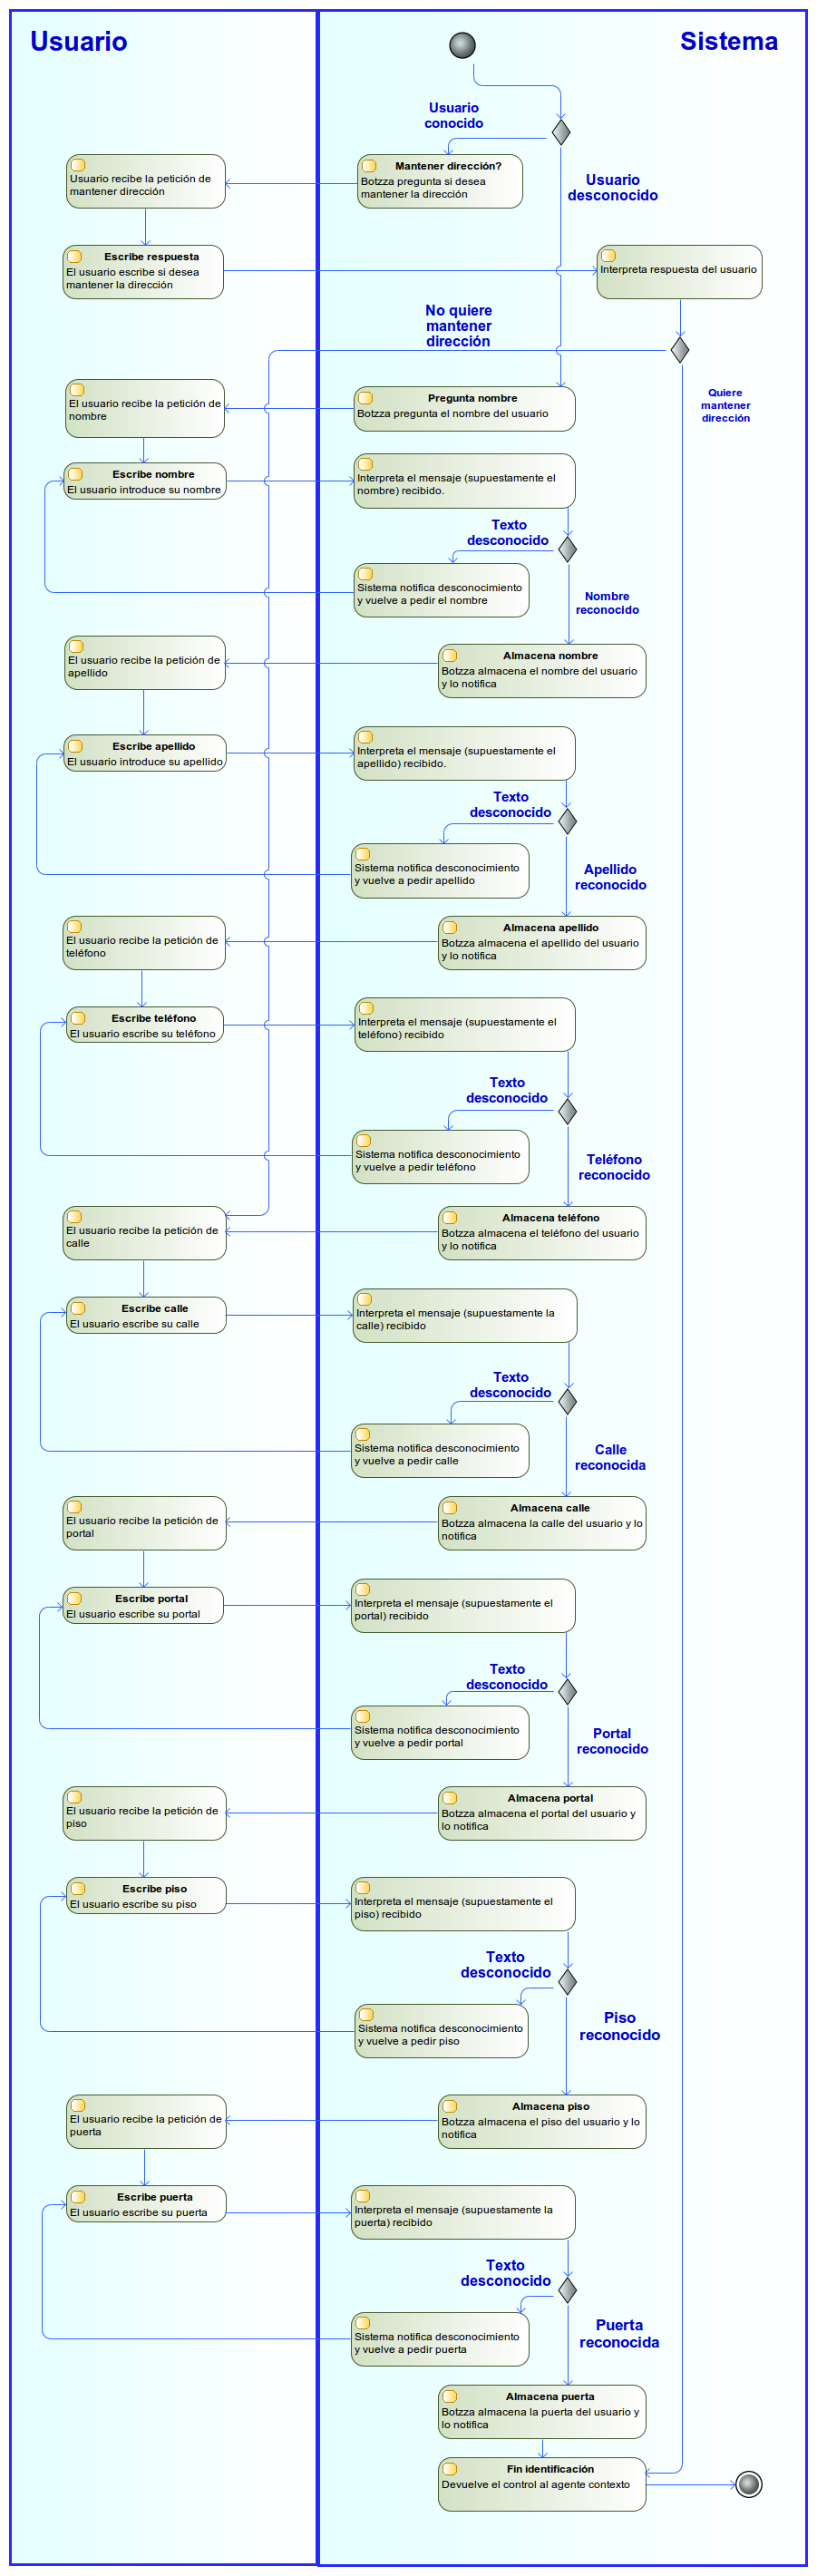 Usuario
Sistema
Usuario
conocido
Mantener dirección?
Botzza pregunta si desea
mantener la dirección
Usuario recibe la petición de
mantener dirección
Usuario
desconocido
Escribe respuesta
El usuario escribe si desea
mantener la dirección
Interpreta respuesta del usuario
No quiere
mantener
dirección
Quiere
mantener
dirección
Pregunta nombre
Botzza pregunta el nombre del usuario
El usuario recibe la petición de
nombre
Escribe nombre
El usuario introduce su nombre
Interpreta el mensaje (supuestamente el
nombre) recibido.
Texto
desconocido
Sistema notifica desconocimiento
y vuelve a pedir el nombre
Nombre
reconocido
Almacena nombre
Botzza almacena el nombre del usuario
y lo notifica
El usuario recibe la petición de
apellido
Escribe apellido
El usuario introduce su apellido
Interpreta el mensaje (supuestamente el
apellido) recibido.
Texto
desconocido
Sistema notifica desconocimiento
y vuelve a pedir apellido
Apellido
reconocido
Almacena apellido
Botzza almacena el apellido del usuario
y lo notifica
El usuario recibe la petición de
teléfono
Escribe teléfono
El usuario escribe su teléfono
Interpreta el mensaje (supuestamente el
teléfono) recibido
Texto
desconocido
Sistema notifica desconocimiento
y vuelve a pedir teléfono
Teléfono
reconocido
Almacena teléfono
Botzza almacena el teléfono del usuario
y lo notifica
El usuario recibe la petición de
calle
Escribe calle
El usuario escribe su calle
Interpreta el mensaje (supuestamente la
calle) recibido
Texto
desconocido
Sistema notifica desconocimiento
y vuelve a pedir calle
Calle
reconocida
Almacena calle
Botzza almacena la calle del usuario y lo
notifica
El usuario recibe la petición de
portal
Escribe portal
El usuario escribe su portal
Interpreta el mensaje (supuestamente el
portal) recibido
Texto
desconocido
Sistema notifica desconocimiento
y vuelve a pedir portal
Portal
reconocido
Almacena portal
Botzza almacena el portal del usuario y
lo notifica
El usuario recibe la petición de
piso
Escribe piso
El usuario escribe su piso
Interpreta el mensaje (supuestamente el
piso) recibido
Texto
desconocido
Sistema notifica desconocimiento
y vuelve a pedir piso
Piso
reconocido
Almacena piso
Botzza almacena el piso del usuario y lo
notifica
El usuario recibe la petición de
puerta
Escribe puerta
El usuario escribe su puerta
Interpreta el mensaje (supuestamente la
puerta) recibido
Texto
desconocido
Sistema notifica desconocimiento
y vuelve a pedir puerta
Puerta
reconocida
Almacena puerta
Botzza almacena la puerta del usuario y
lo notifica
Fin identificación
Devuelve el control al agente contexto